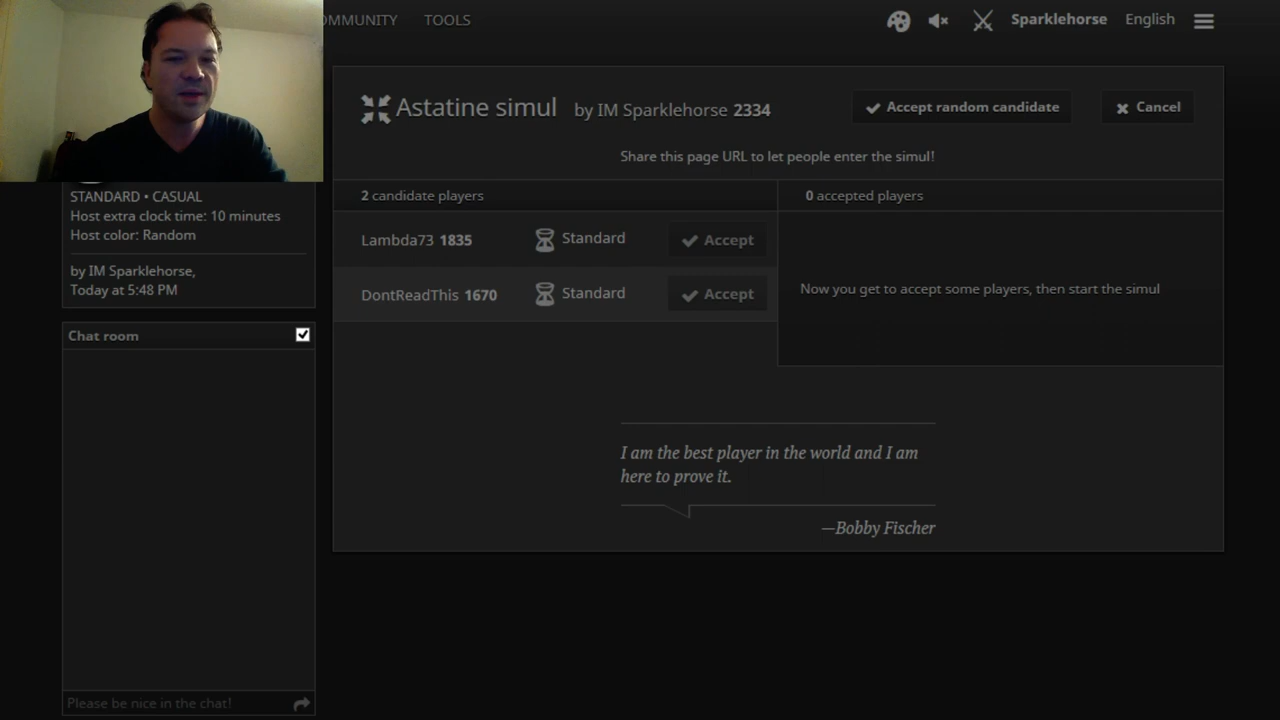 OMMUNITY TOOLS Sparklehorse English
Astatine simul by IM Sparklehorse 2334
Accept random candidate
Cancel
Share this page URL to let people enter the simul!
STANDARD • CASUAL
Host extra clock time: 10 minutes
Host color: Random
by IM Sparklehorse,
Today at 5:48 PM
2 candidate players
0 accepted players
Lambda73 1835 Standard Accept
DontReadThis 1670 Standard Accept
Now you get to accept some players, then start the simul
Chat room
I am the best player in the world and I am
here to prove it.
—Bobby Fischer
Please be nice in the chat!